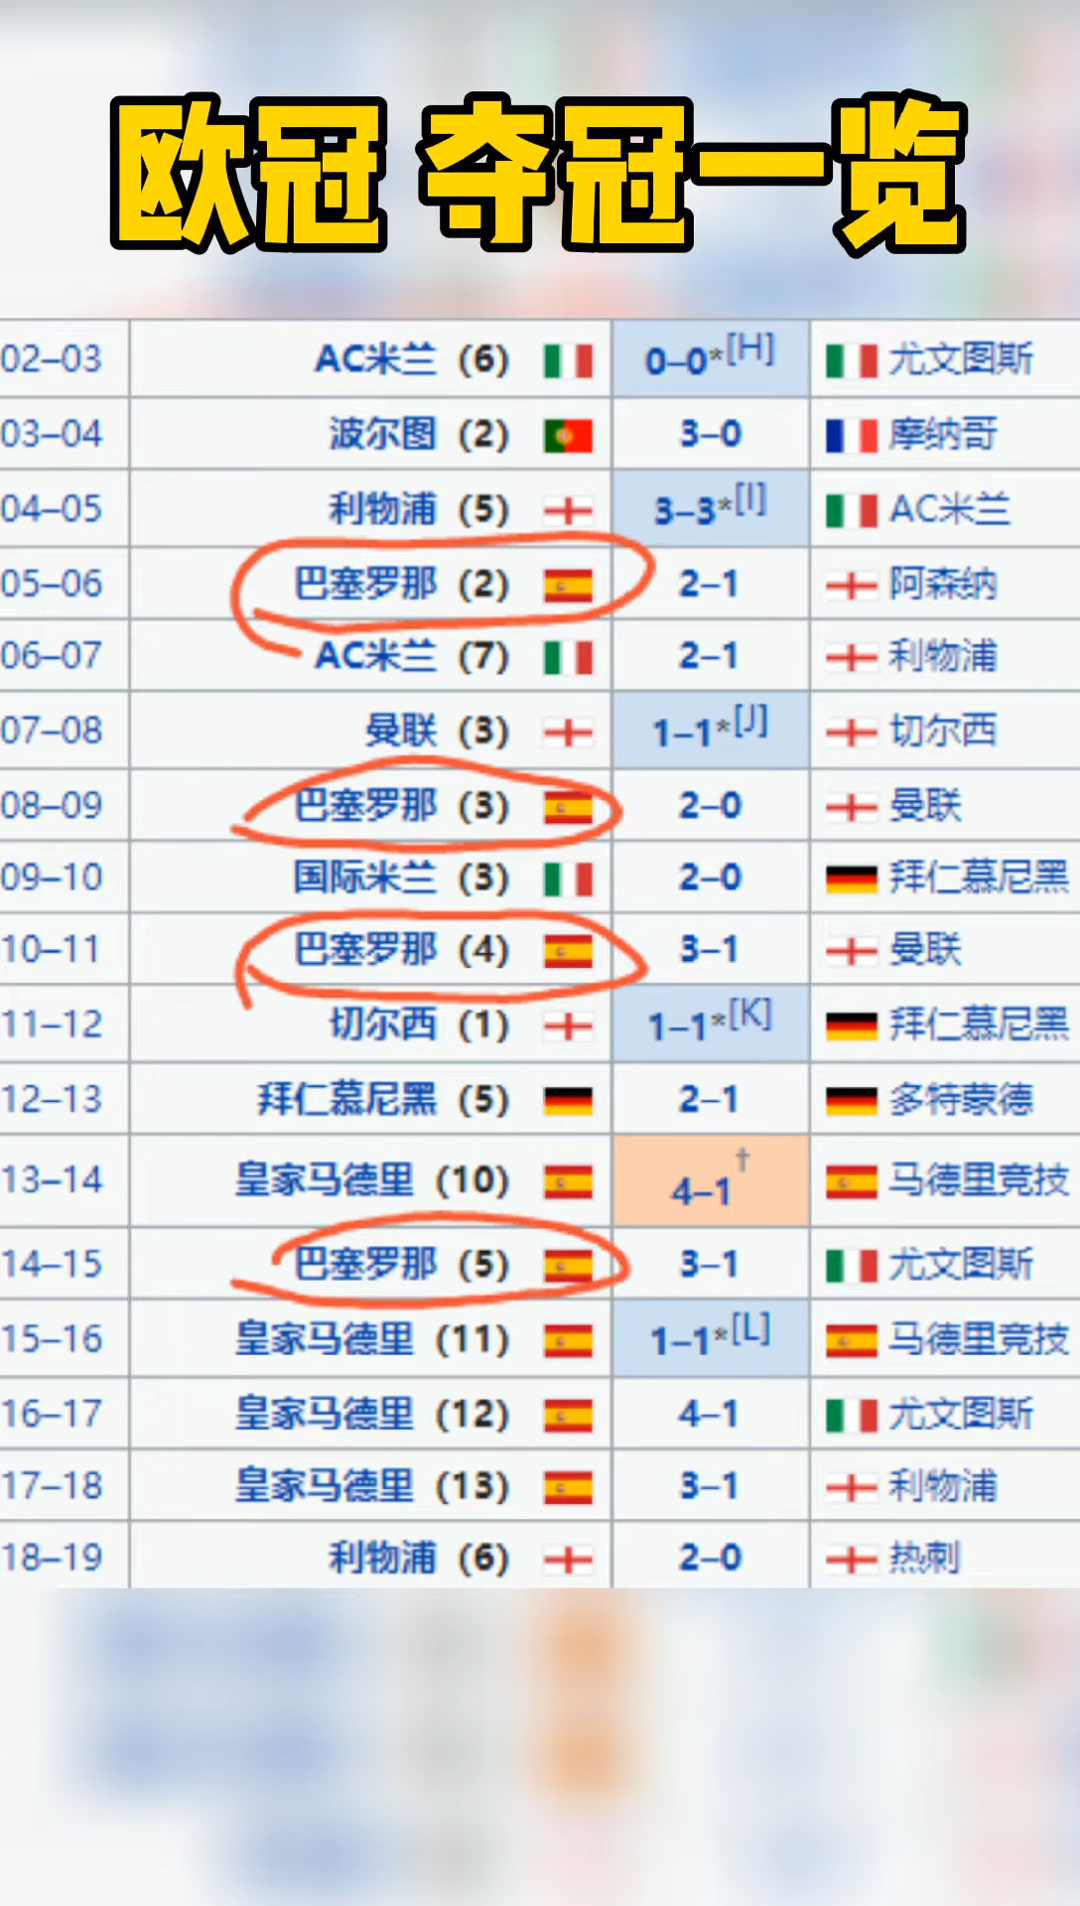 欧冠 夺冠一览
02–03 AC米兰 (6) 0–0*[H] 尤文图斯
03–04 波尔图 (2) 3–0 摩纳哥
04–05 利物浦 (5) 3–3*[I] AC米兰
05–06 巴塞罗那 (2) 2–1 阿森纳
06–07 AC米兰 (7) 2–1 利物浦
07–08 曼联 (3) 1–1*[J] 切尔西
08–09 巴塞罗那 (3) 2–0 曼联
09–10 国际米兰 (3) 2–0 拜仁慕尼黑
10–11 巴塞罗那 (4) 3–1 曼联
11–12 切尔西 (1) 1–1*[K] 拜仁慕尼黑
12–13 拜仁慕尼黑 (5) 2–1 多特蒙德
13–14 皇家马德里 (10) 4–1† 马德里竞技
14–15 巴塞罗那 (5) 3–1 尤文图斯
15–16 皇家马德里 (11) 1–1*[L] 马德里竞技
16–17 皇家马德里 (12) 4–1 尤文图斯
17–18 皇家马德里 (13) 3–1 利物浦
18–19 利物浦 (6) 2–0 热刺